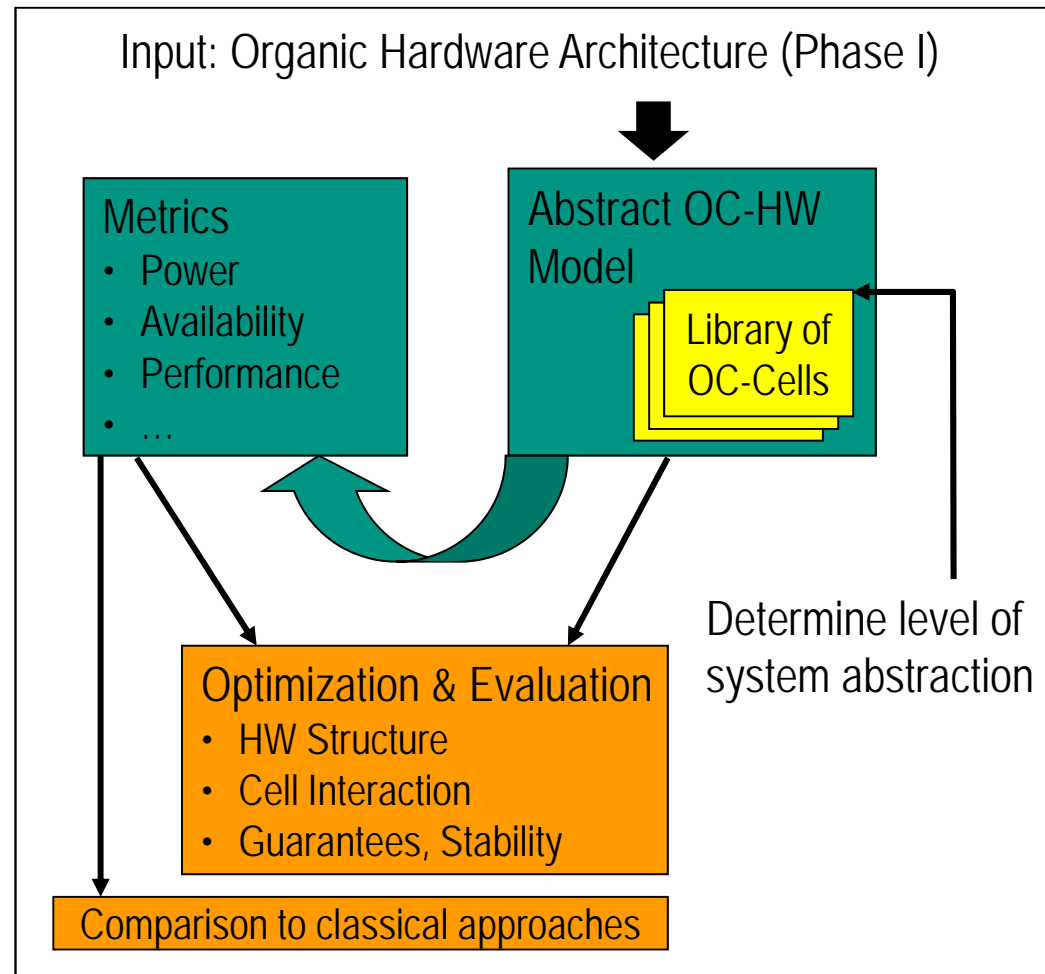 Input: Organic Hardware Architecture (Phase I)
Metrics
• Power
• Availability
• Performance
• …
Abstract OC-HW
Model
Library of
OC-Cells
Determine level of
system abstraction
Optimization & Evaluation
• HW Structure
• Cell Interaction
• Guarantees, Stability
Comparison to classical approaches